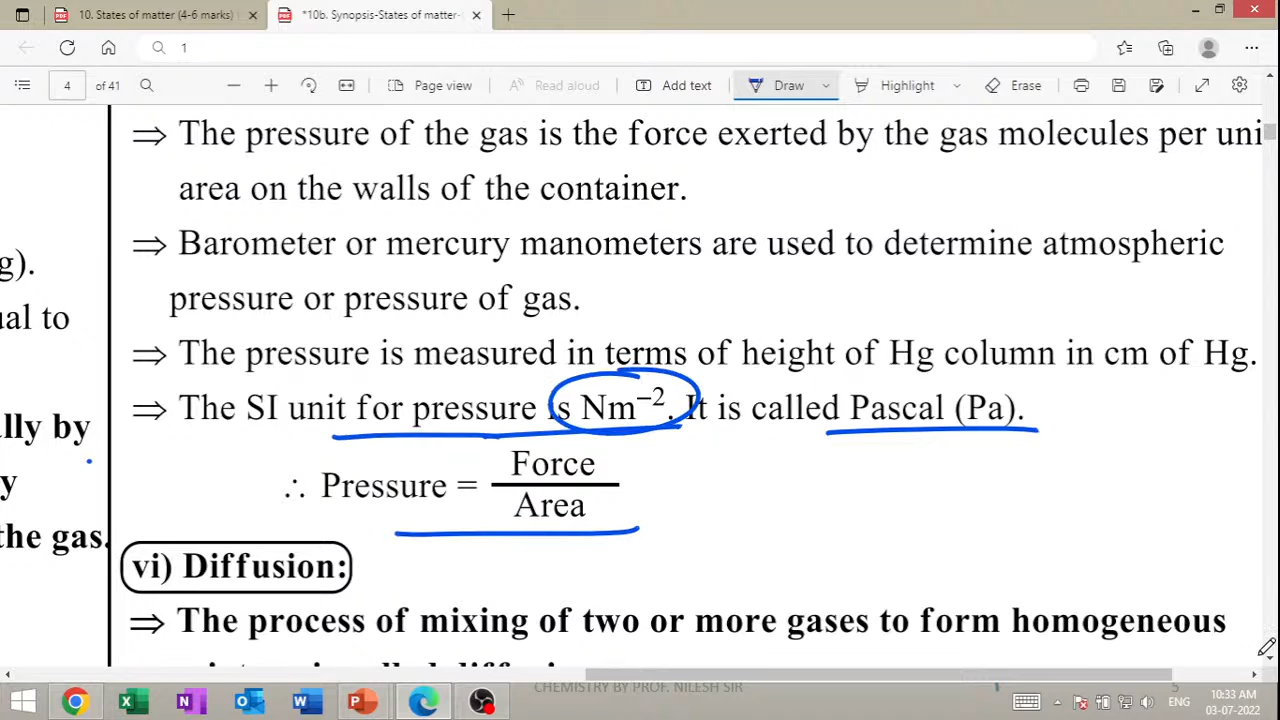 10. States of matter (4-6 marks)
*10b. Synopsis-States of matter-
1
4 of 41
Page view
Read aloud
Add text
Draw
Highlight
Erase
⇒ The pressure of the gas is the force exerted by the gas molecules per uni
area on the walls of the container.
⇒ Barometer or mercury manometers are used to determine atmospheric
pressure or pressure of gas.
⇒ The pressure is measured in terms of height of Hg column in cm of Hg.
⇒ The SI unit for pressure is Nm⁻². It is called Pascal (Pa).
∴ Pressure = Force
Area
vi) Diffusion:
⇒ The process of mixing of two or more gases to form homogeneous
g).
ual to
ally by
y
the gas.
CHEMISTRY BY PROF. NILESH SIR
5
ENG
10:33 AM
03-07-2022